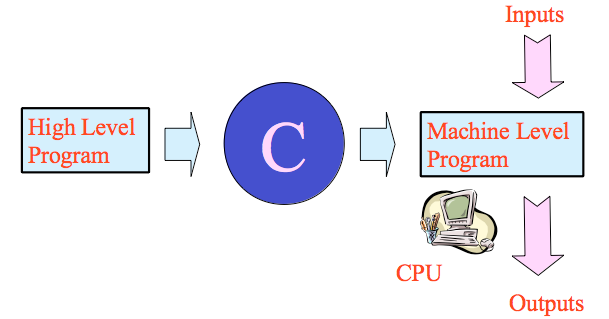 Inputs
High Level
Program
C
Machine Level
Program
CPU
Outputs